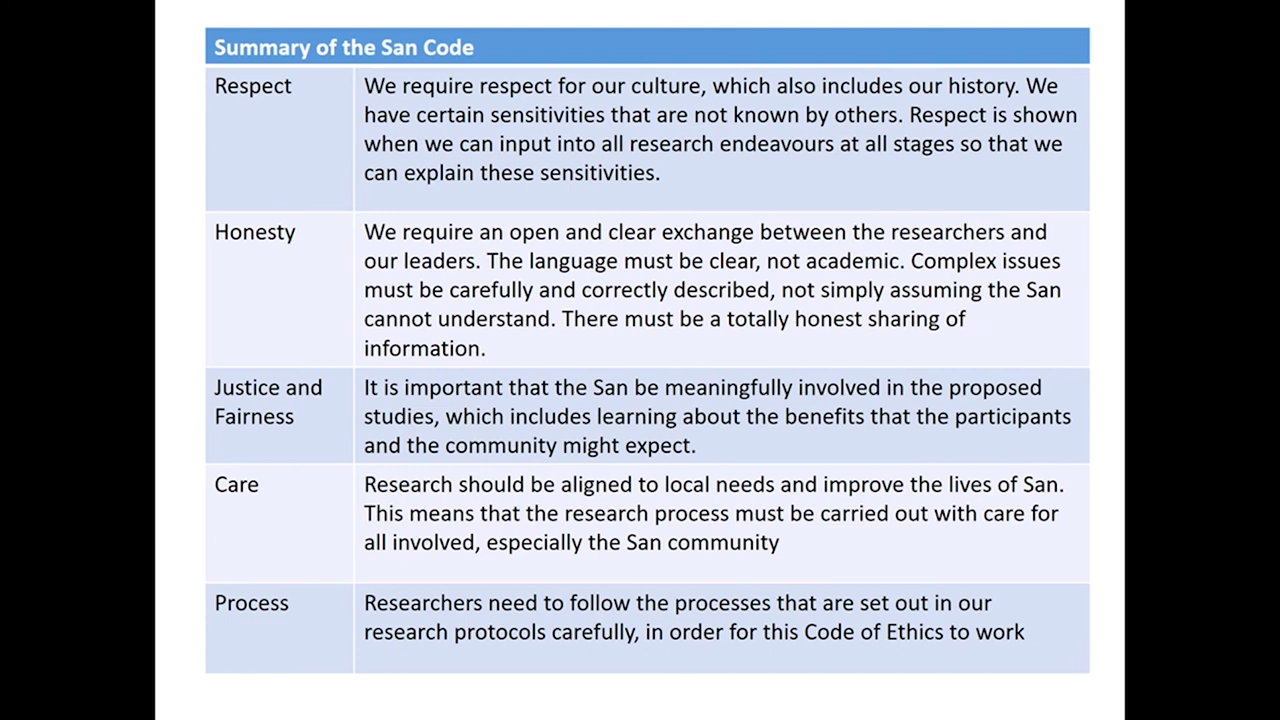 Summary of the San Code
Respect
We require respect for our culture, which also includes our history. We
have certain sensitivities that are not known by others. Respect is shown
when we can input into all research endeavours at all stages so that we
can explain these sensitivities.
Honesty
We require an open and clear exchange between the researchers and
our leaders. The language must be clear, not academic. Complex issues
must be carefully and correctly described, not simply assuming the San
cannot understand. There must be a totally honest sharing of
information.
Justice and
Fairness
It is important that the San be meaningfully involved in the proposed
studies, which includes learning about the benefits that the participants
and the community might expect.
Care
Research should be aligned to local needs and improve the lives of San.
This means that the research process must be carried out with care for
all involved, especially the San community
Process
Researchers need to follow the processes that are set out in our
research protocols carefully, in order for this Code of Ethics to work